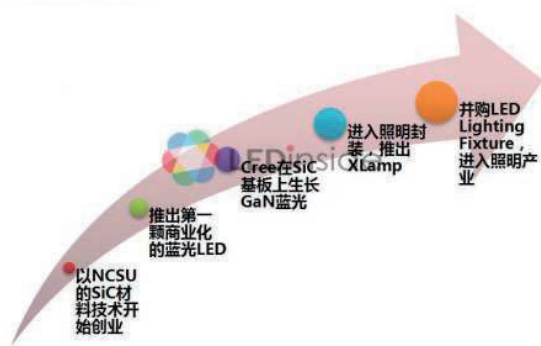 以NCSU
的SiC材
料技术开
始创业
推出第一
颗商业化
的蓝光LED
LEDinside
Cree在SiC
基板上生长
GaN蓝光
进入照明封
装，推出
XLamp
并购LED
Lighting
Fixture，
进入照明产
业